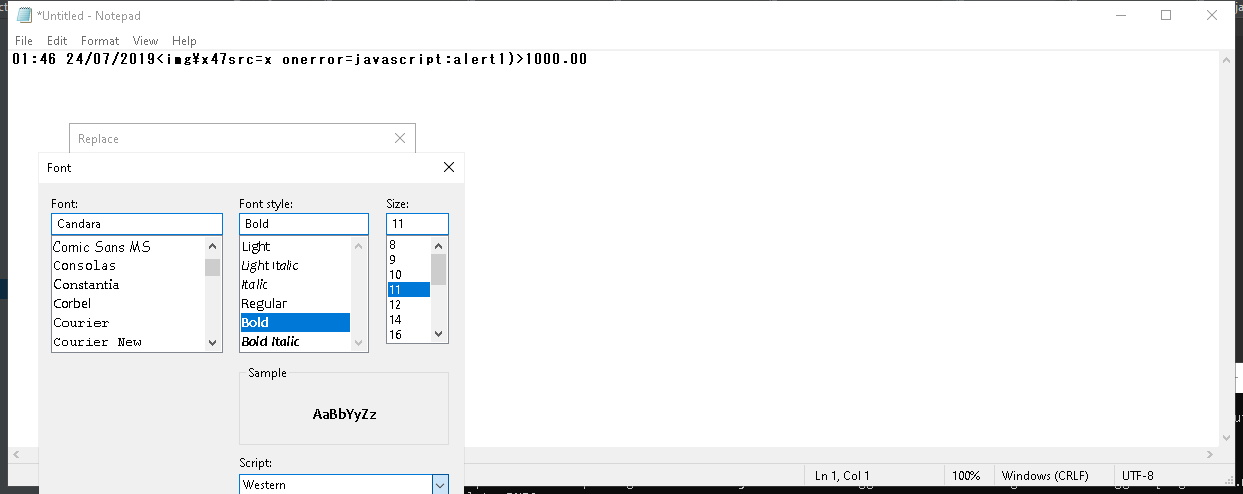 *Untitled - Notepad
File Edit Format View Help
01:46 24/07/2019<img¥x47src=x onerror=javascript:alert1)>1000.00
Replace
Font
Font: Font style: Size:
Candara Bold 11
Comic Sans MS Light 8
Consolas Light Italic 9
Constantia Italic 10
Corbel Regular 11
Courier Bold 12
Courier New Bold Italic 14
16
Sample
AaBbYyZz
Script:
Western
Ln 1, Col 1 100% Windows (CRLF) UTF-8